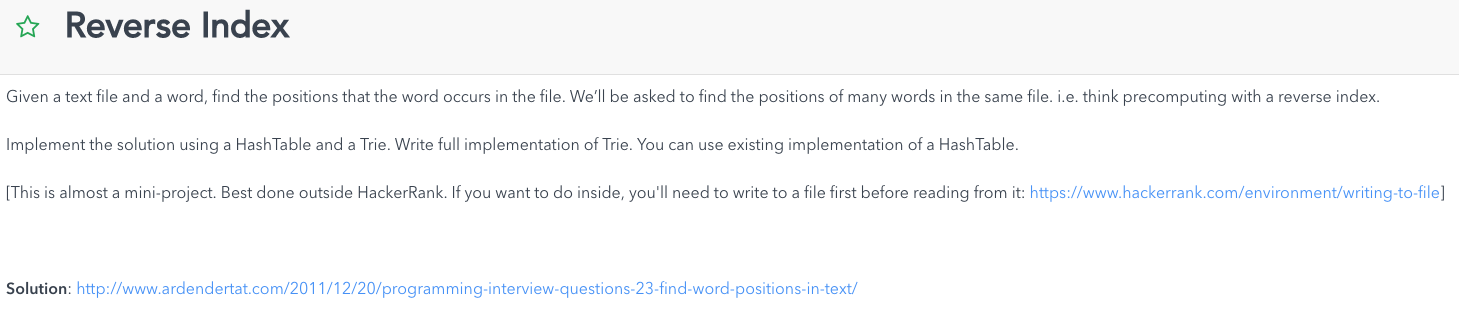 Reverse Index
Given a text file and a word, find the positions that the word occurs in the file. We’ll be asked to find the positions of many words in the same file. i.e. think precomputing with a reverse index.
Implement the solution using a HashTable and a Trie. Write full implementation of Trie. You can use existing implementation of a HashTable.
[This is almost a mini-project. Best done outside HackerRank. If you want to do inside, you'll need to write to a file first before reading from it: https://www.hackerrank.com/environment/writing-to-file]
Solution: http://www.ardendertat.com/2011/12/20/programming-interview-questions-23-find-word-positions-in-text/